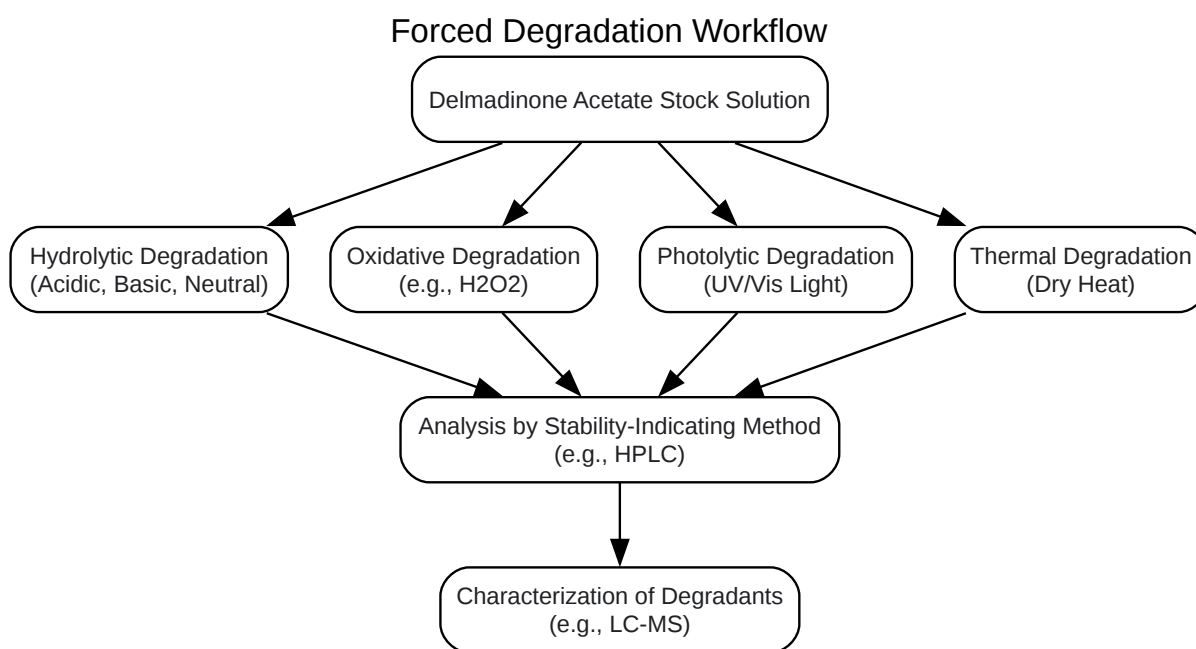 Forced Degradation Workflow
Delmadinone Acetate Stock Solution
Hydrolytic Degradation
(Acidic, Basic, Neutral)
Oxidative Degradation
(e.g., H2O2)
Photolytic Degradation
(UV/Vis Light)
Thermal Degradation
(Dry Heat)
Analysis by Stability-Indicating Method
(e.g., HPLC)
Characterization of Degradants
(e.g., LC-MS)